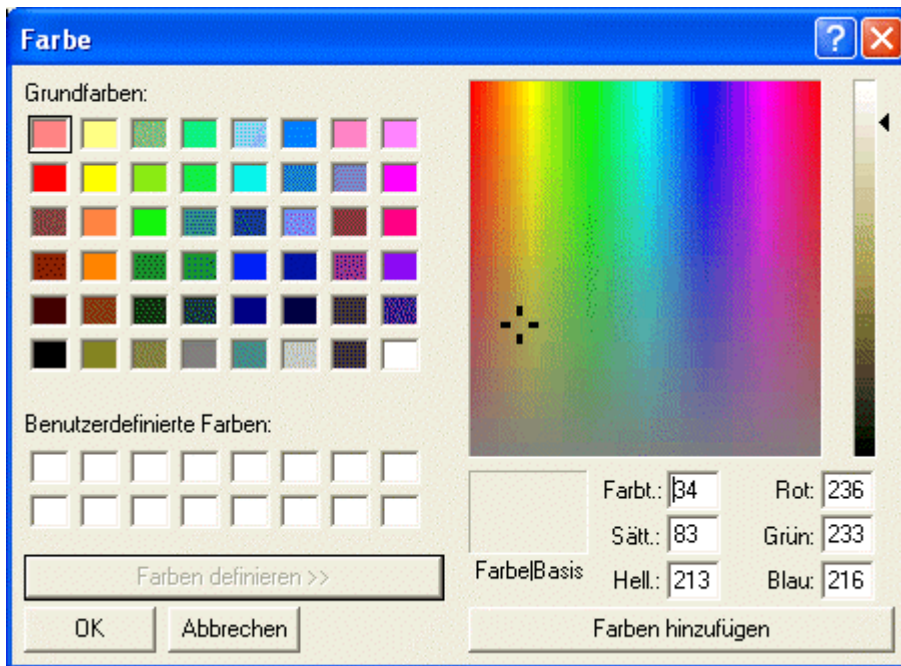 Farbe
Grundfarben:
Benutzerdefinierte Farben:
Farben definieren >>
OK Abbrechen
Farbt.: 34 Rot: 236
Sätt.: 83 Grün: 233
Farbe|Basis Hell.: 213 Blau: 216
Farben hinzufügen